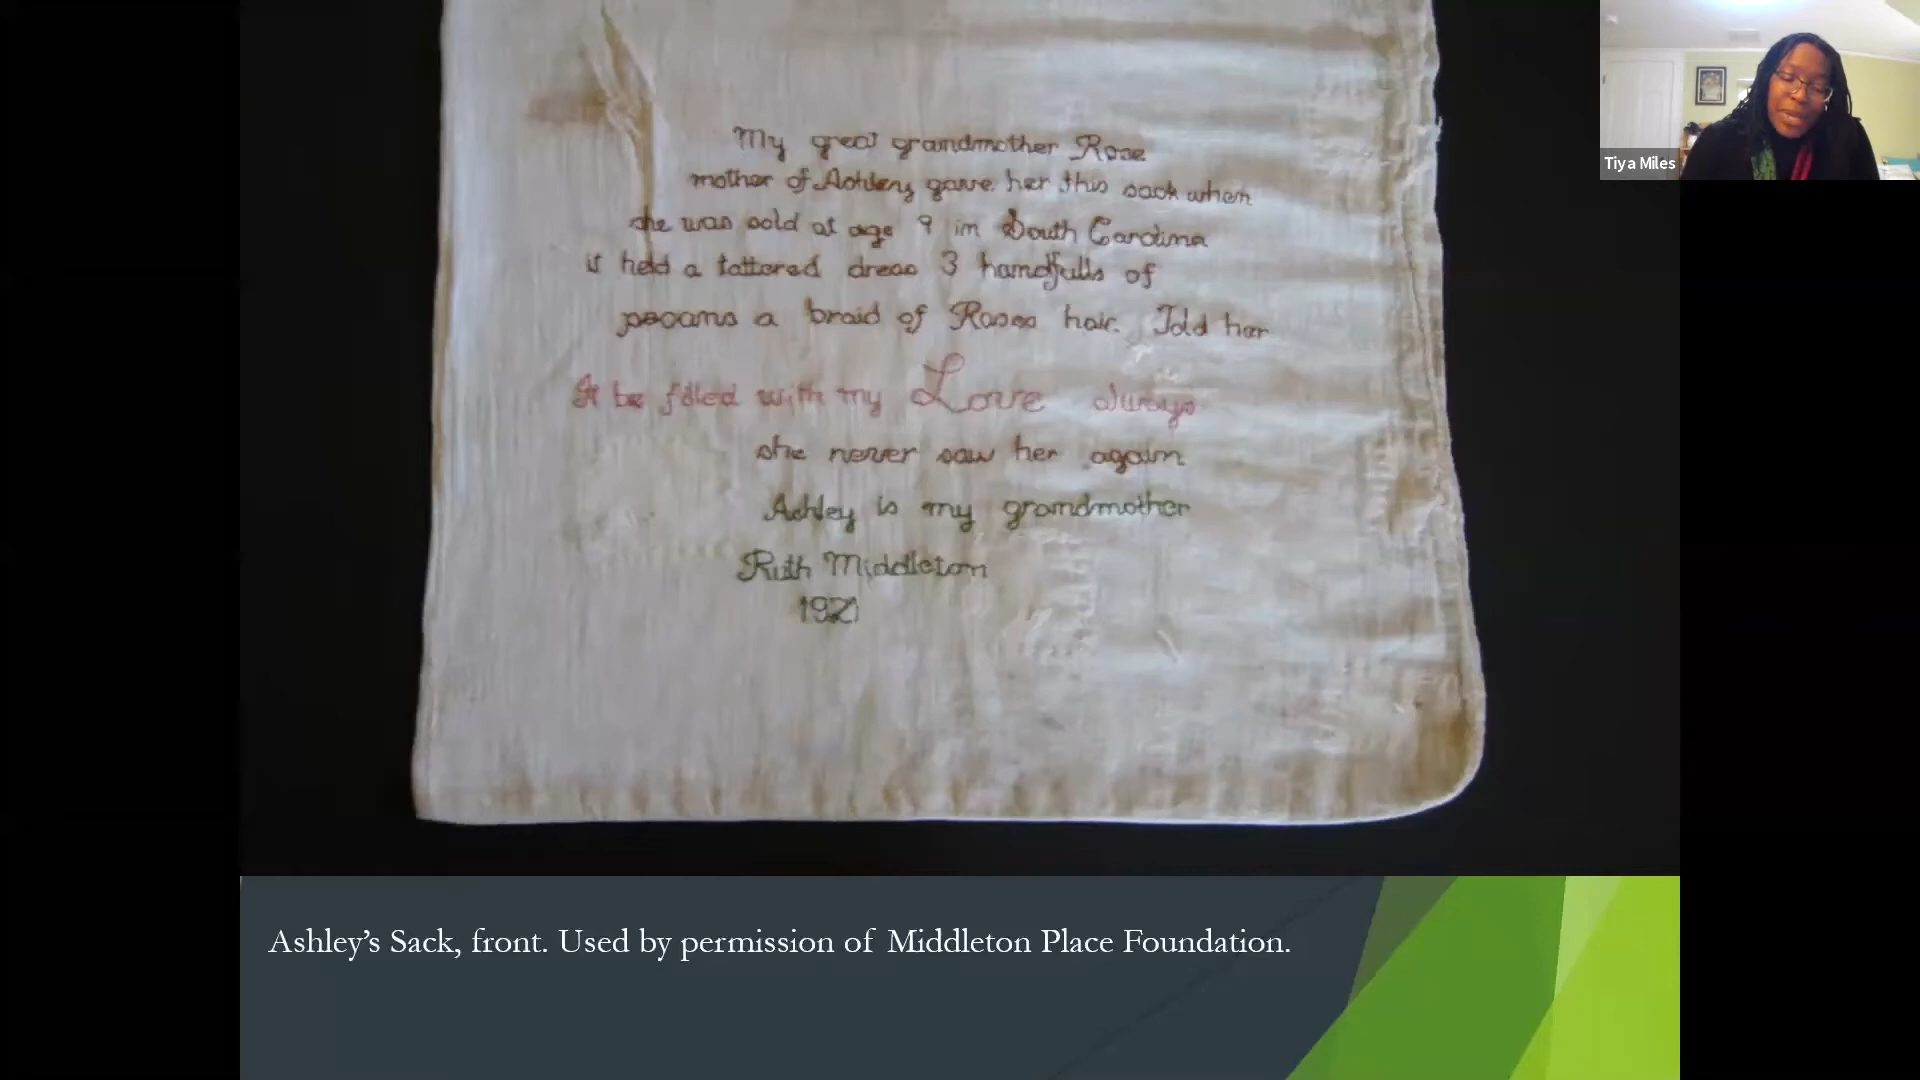 My great grandmother Rose
mother of Ashley gave her this sack when
she was sold at age 9 in South Carolina
it held a tattered dress 3 handfulls of
pecans a braid of Roses hair. Told her
It be filled with my Love always
she never saw her again
Ashley is my grandmother
Ruth Middleton
1921
Tiya Miles
Ashley's Sack, front. Used by permission of Middleton Place Foundation.